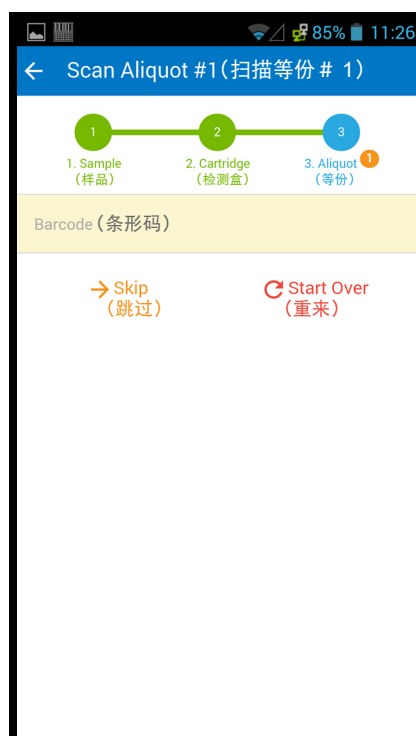 85% 11:26
Scan Aliquot #1(扫描等份# 1)
1 2 3
1. Sample 2. Cartridge 3. Aliquot 1
(样品) (检测盒) (等份)
Barcode(条形码)
Skip Start Over
(跳过) (重来)